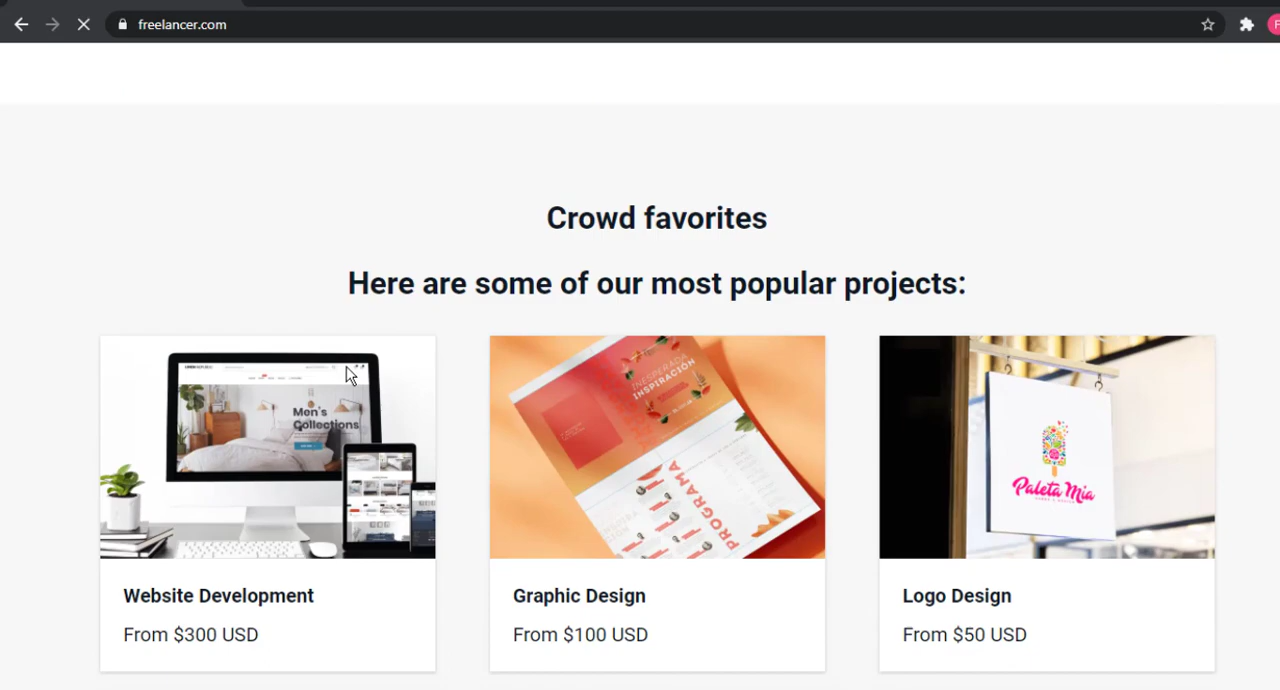 freelancer.com
Crowd favorites
Here are some of our most popular projects:
Men's
Collections
INESPERADA
INSPIRACIÓN
PROGRAMA
Paleta Mia
Website Development
From $300 USD
Graphic Design
From $100 USD
Logo Design
From $50 USD